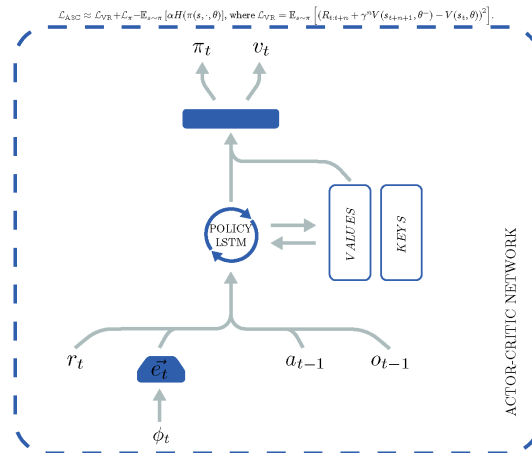 ℒ_ASC ≈ ℒ_VR+ℒ_π−𝔼_{s∼π}[αH(π(s,·,θ)], where ℒ_VR = 𝔼_{s∼π}[(R_{t:t+n} + γ^n V(s_{t+n+1}, θ^−) − V(s_t, θ))^2].
π_t v_t
POLICY
LSTM
VALUES
KEYS
r_t e⃗_t a_{t−1} o_{t−1}
ϕ_t
ACTOR-CRITIC NETWORK